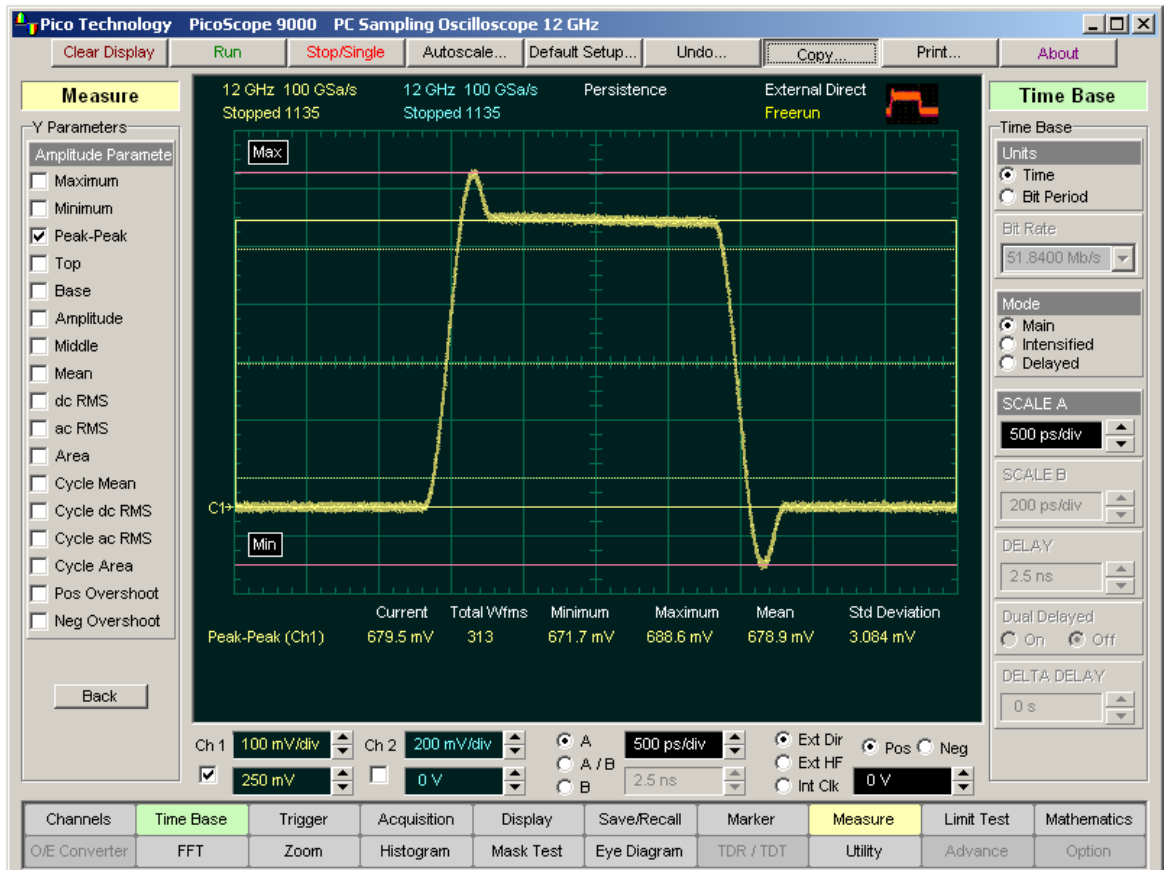 Pico Technology PicoScope 9000 PC Sampling Oscilloscope 12 GHz
Clear Display Run Stop/Single Autoscale... Default Setup... Undo... Copy... Print... About
Measure
Y Parameters
Amplitude Paramete
Maximum
Minimum
Peak-Peak
Top
Base
Amplitude
Middle
Mean
dc RMS
ac RMS
Area
Cycle Mean
Cycle dc RMS
Cycle ac RMS
Cycle Area
Pos Overshoot
Neg Overshoot
Back
12 GHz 100 GSa/s 12 GHz 100 GSa/s Persistence External Direct
Stopped 1135 Stopped 1135 Freerun
Max
C1
Min
Current Total Wfms Minimum Maximum Mean Std Deviation
Peak-Peak (Ch1) 679.5 mV 313 671.7 mV 688.6 mV 678.9 mV 3.084 mV
Time Base
Time Base
Units
Time
Bit Period
Bit Rate
51.8400 Mb/s
Mode
Main
Intensified
Delayed
SCALE A
500 ps/div
SCALE B
200 ps/div
DELAY
2.5 ns
Dual Delayed
On Off
DELTA DELAY
0 s
Ch 1 100 mV/div Ch 2 200 mV/div A 500 ps/div Ext Dir Pos Neg
A / B Ext HF
250 mV 0 V B 2.5 ns Int Clk 0 V
Channels Time Base Trigger Acquisition Display Save/Recall Marker Measure Limit Test Mathematics
O/E Converter FFT Zoom Histogram Mask Test Eye Diagram TDR / TDT Utility Advance Option